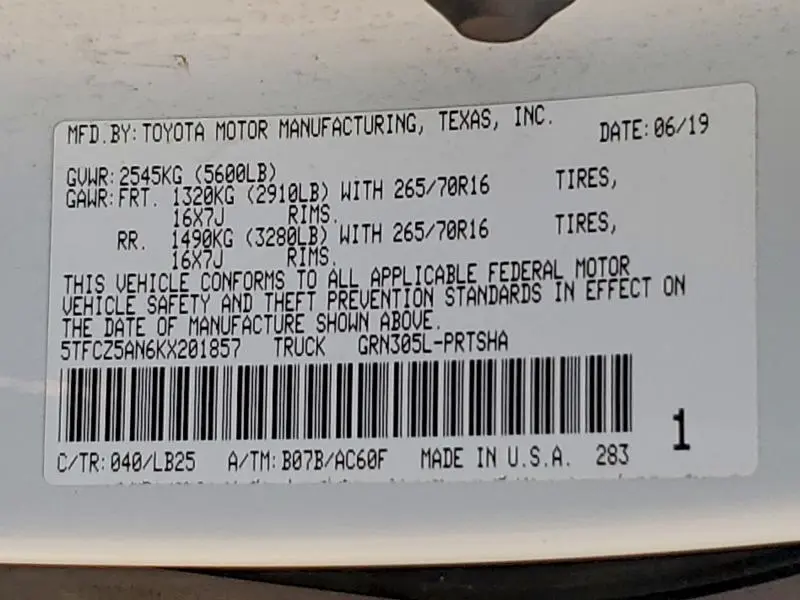 MFD.BY: TOYOTA MOTOR MANUFACTURING, TEXAS, INC. DATE: 06/19
GVWR: 2545KG (5600LB)
GAWR: FRT. 1320KG (2910LB) WITH 265/70R16 TIRES,
16X7J RIMS.
RR. 1490KG (3280LB) WITH 265/70R16 TIRES,
16X7J RIMS.
THIS VEHICLE CONFORMS TO ALL APPLICABLE FEDERAL MOTOR
VEHICLE SAFETY AND THEFT PREVENTION STANDARDS IN EFFECT ON
THE DATE OF MANUFACTURE SHOWN ABOVE.
5TFCZ5AN6KX201857 TRUCK GRN305L-PRTSHA
1
C/TR: 040/LB25 A/TM: B07B/AC60F MADE IN U.S.A. 283